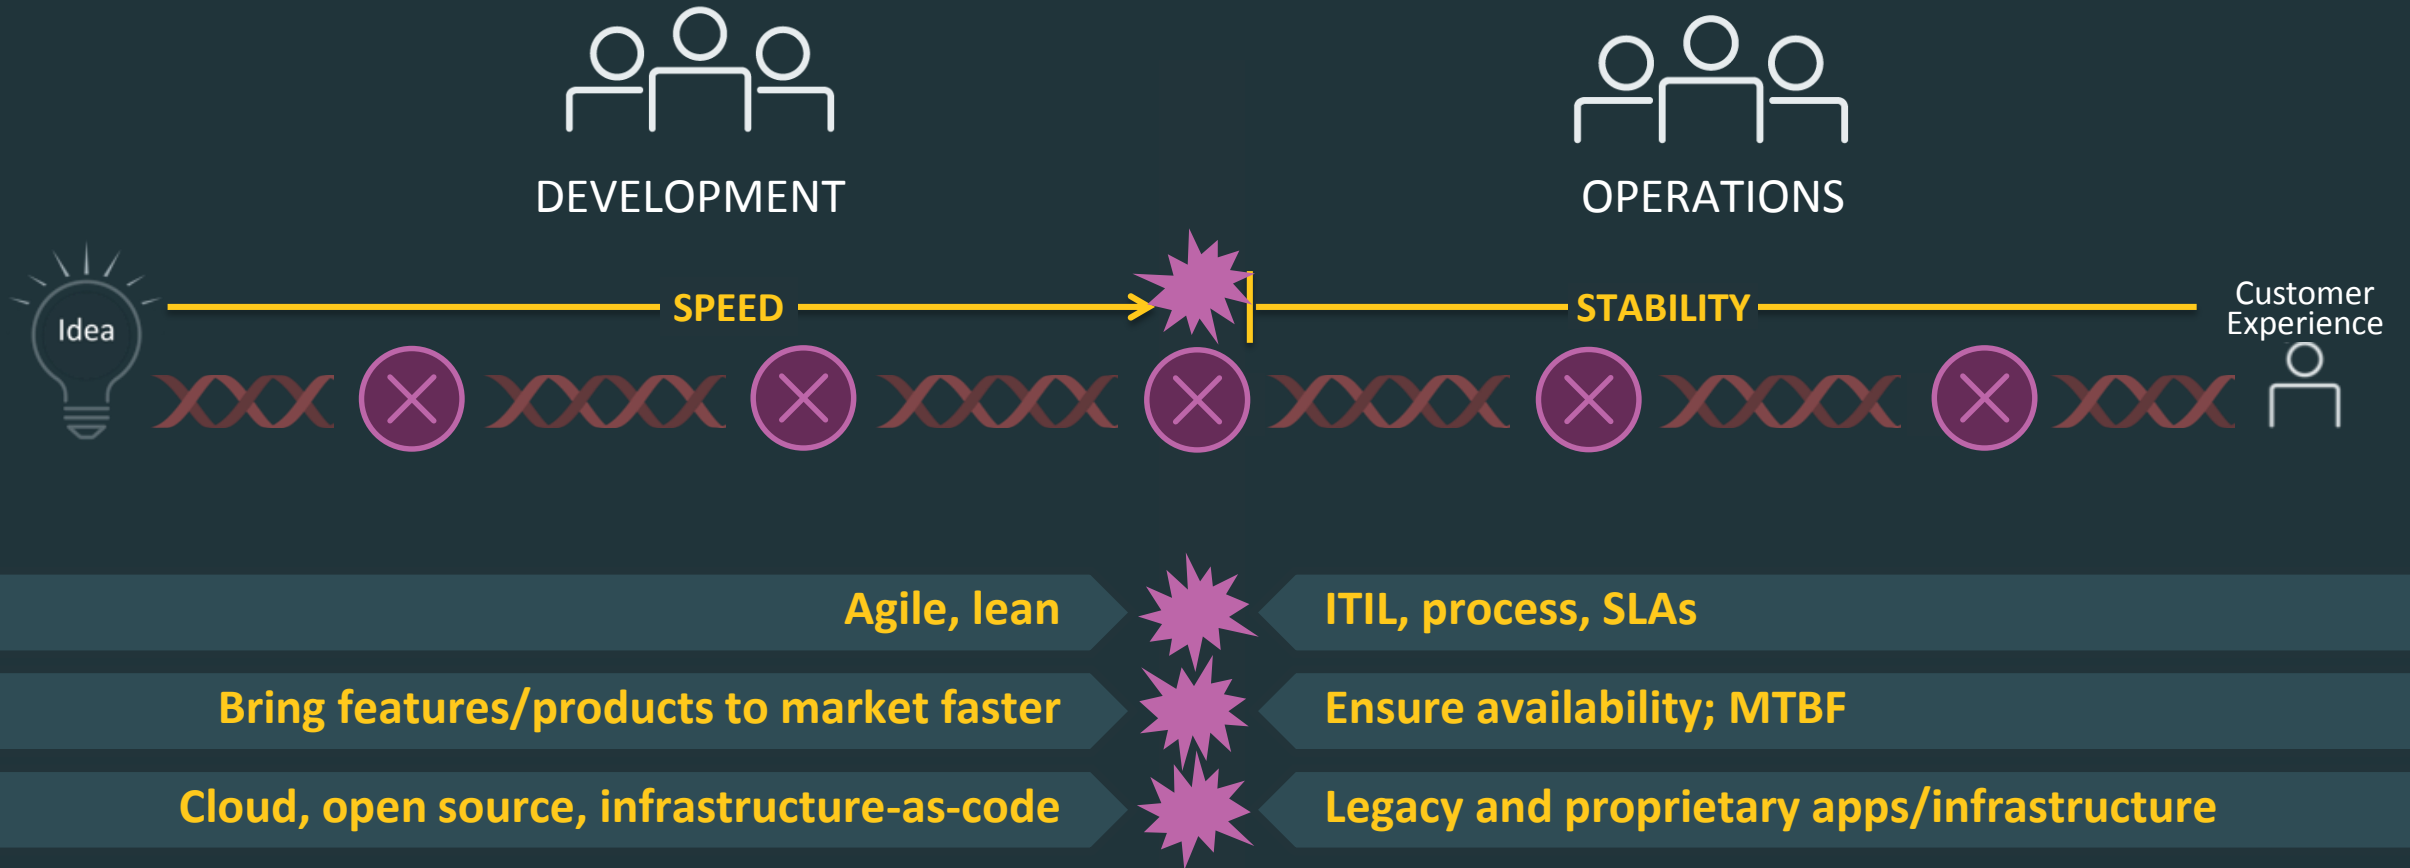 DEVELOPMENT
OPERATIONS
Idea
SPEED
STABILITY
Customer
Experience
Agile, lean
ITIL, process, SLAs
Bring features/products to market faster
Ensure availability; MTBF
Cloud, open source, infrastructure-as-code
Legacy and proprietary apps/infrastructure